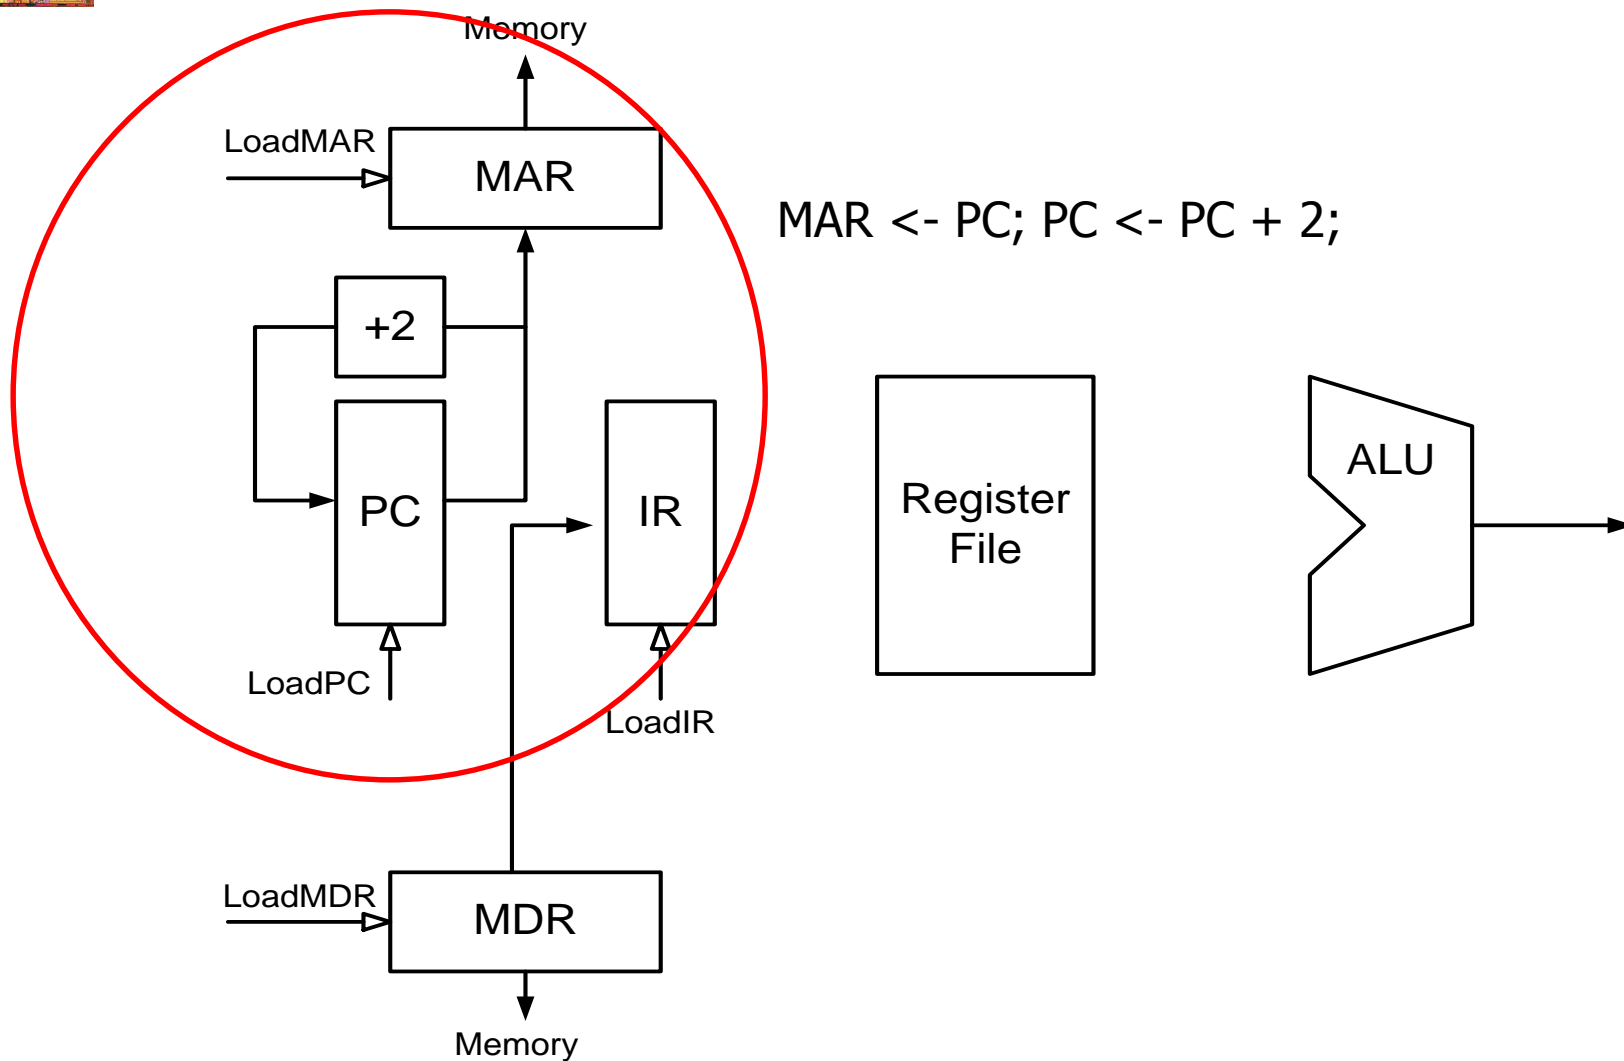 Memory
LoadMAR
MAR
MAR <- PC; PC <- PC + 2;
+2
PC
IR
Register
File
ALU
LoadPC
LoadIR
LoadMDR
MDR
Memory